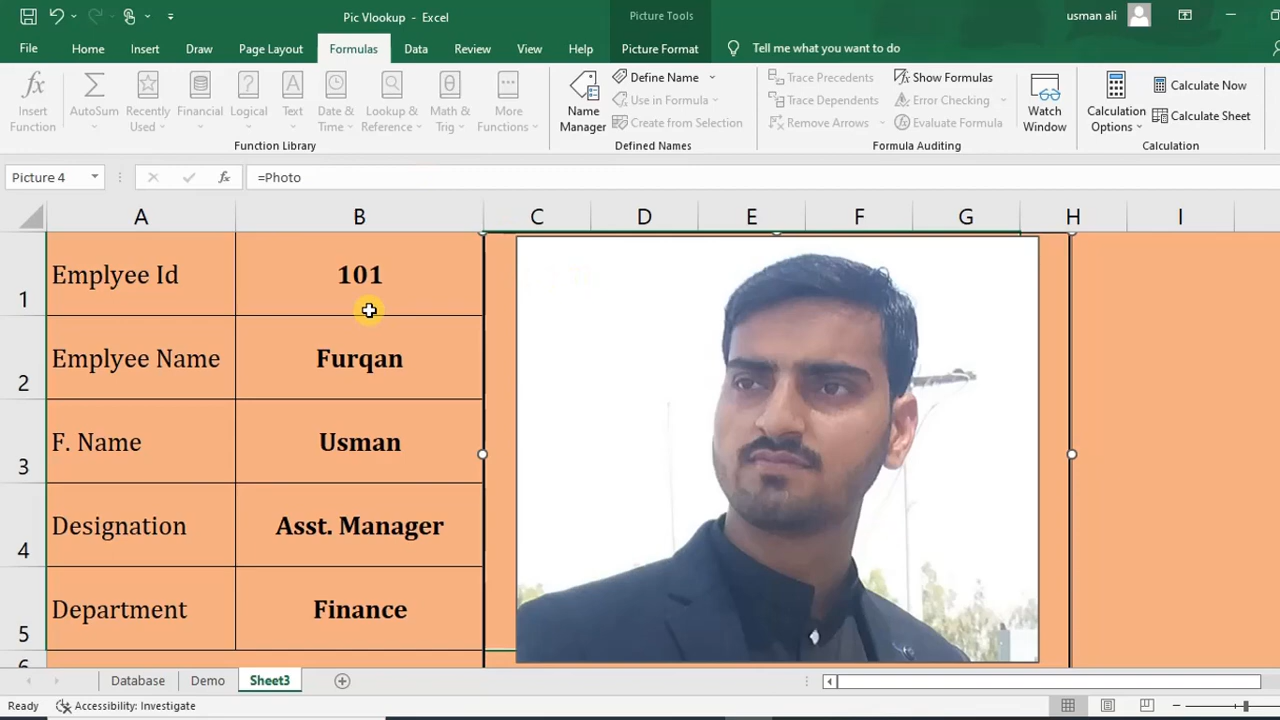 Pic Vlookup - Excel
Picture Tools
usman ali
File Home Insert Draw Page Layout Formulas Data Review View Help Picture Format Tell me what you want to do
Insert Function
AutoSum
Recently Used
Financial
Logical
Text
Date & Time
Lookup & Reference
Math & Trig
More Functions
Function Library
Name Manager
Define Name
Use in Formula
Create from Selection
Defined Names
Trace Precedents
Trace Dependents
Remove Arrows
Show Formulas
Error Checking
Evaluate Formula
Formula Auditing
Watch Window
Calculation Options
Calculate Now
Calculate Sheet
Calculation
Picture 4 fx =Photo
A B C D E F G H I
1 Emplyee Id 101
2 Emplyee Name Furqan
3 F. Name Usman
4 Designation Asst. Manager
5 Department Finance
6
Database Demo Sheet3
Ready Accessibility: Investigate